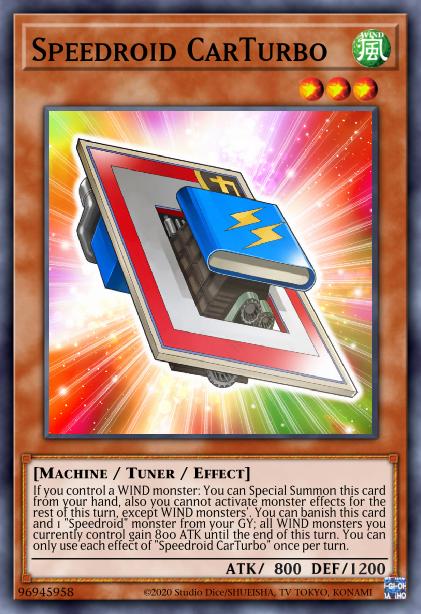 SPEEDROID CARTURBO
WIND
風
[MACHINE / TUNER / EFFECT]
If you control a WIND monster: You can Special Summon this card
from your hand, also you cannot activate monster effects for the
rest of this turn, except WIND monsters'. You can banish this card
and 1 "Speedroid" monster from your GY; all WIND monsters you
currently control gain 800 ATK until the end of this turn. You can
only use each effect of "Speedroid CarTurbo" once per turn.
ATK/ 800 DEF/1200
96945958
©2020 Studio Dice/SHUEISHA, TV TOKYO, KONAMI